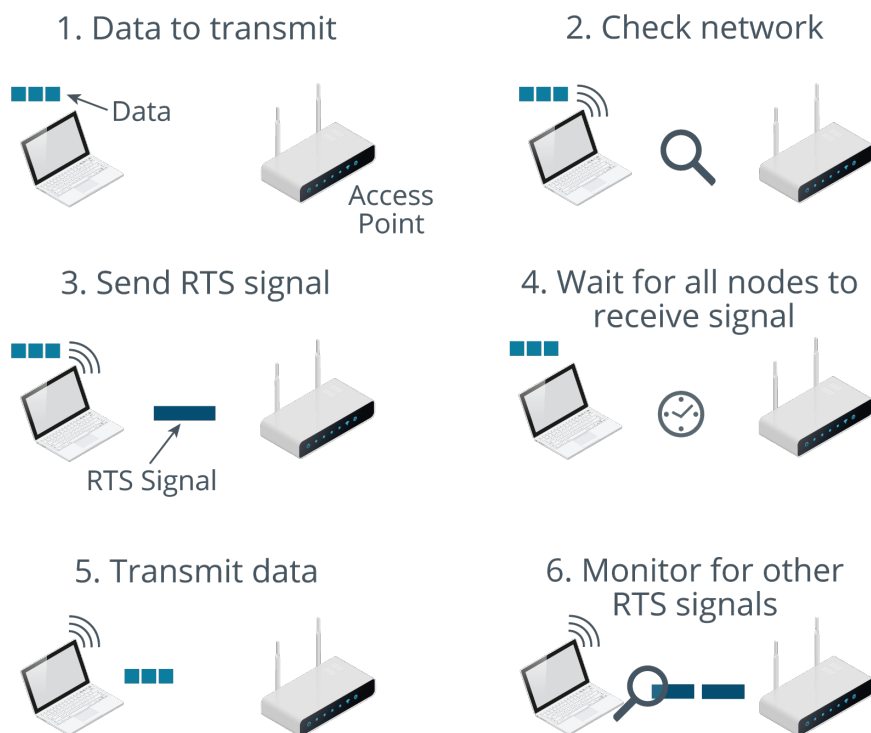 1. Data to transmit
2. Check network
Data
Access
Point
3. Send RTS signal
4. Wait for all nodes to
receive signal
RTS Signal
5. Transmit data
6. Monitor for other
RTS signals